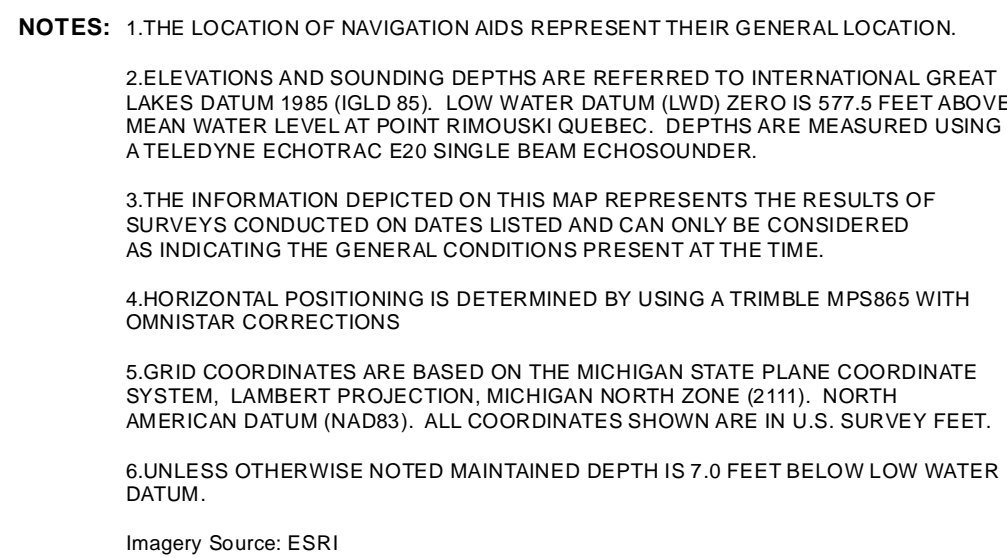 NOTES: 1.THE LOCATION OF NAVIGATION AIDS REPRESENT THEIR GENERAL LOCATION.
2.ELEVATIONS AND SOUNDING DEPTHS ARE REFERRED TO INTERNATIONAL GREAT
LAKES DATUM 1985 (IGLD 85). LOW WATER DATUM (LWD) ZERO IS 577.5 FEET ABOVE
MEAN WATER LEVEL AT POINT RIMOUSKI QUEBEC. DEPTHS ARE MEASURED USING
A TELEDYNE ECHOTRAC E20 SINGLE BEAM ECHOSOUNDER.
3.THE INFORMATION DEPICTED ON THIS MAP REPRESENTS THE RESULTS OF
SURVEYS CONDUCTED ON DATES LISTED AND CAN ONLY BE CONSIDERED
AS INDICATING THE GENERAL CONDITIONS PRESENT AT THE TIME.
4.HORIZONTAL POSITIONING IS DETERMINED BY USING A TRIMBLE MPS865 WITH
OMNISTAR CORRECTIONS
5.GRID COORDINATES ARE BASED ON THE MICHIGAN STATE PLANE COORDINATE
SYSTEM, LAMBERT PROJECTION, MICHIGAN NORTH ZONE (2111). NORTH
AMERICAN DATUM (NAD83). ALL COORDINATES SHOWN ARE IN U.S. SURVEY FEET.
6.UNLESS OTHERWISE NOTED MAINTAINED DEPTH IS 7.0 FEET BELOW LOW WATER
DATUM.
Imagery Source: ESRI